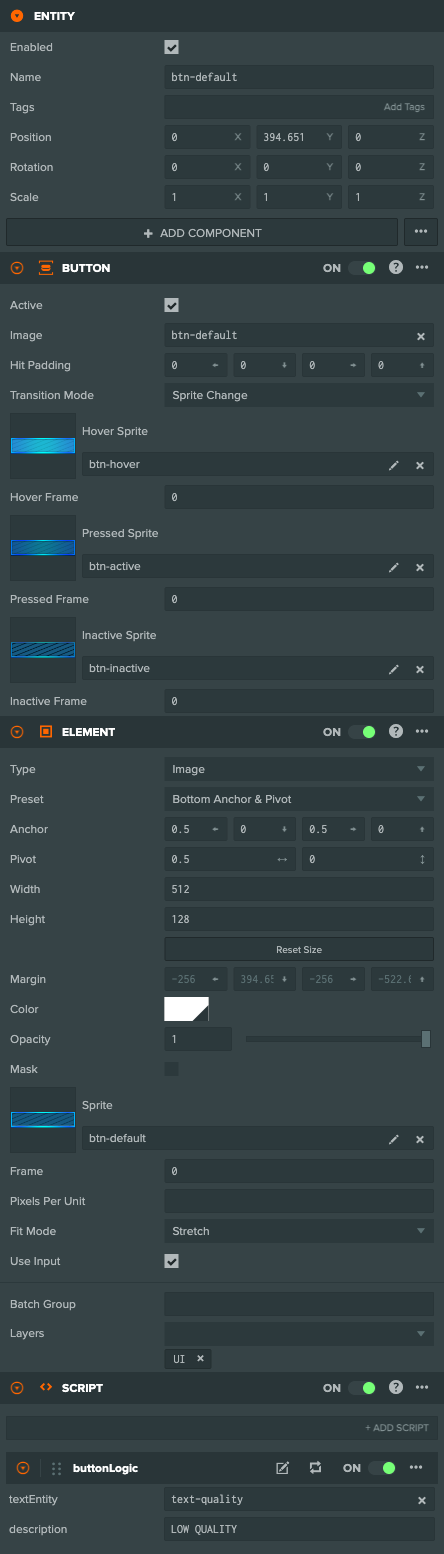 ENTITY
Enabled
Name btn-default
Tags Add Tags
Position 0 X 394.651 Y 0 Z
Rotation 0 X 0 Y 0 Z
Scale 1 X 1 Y 1 Z
+ ADD COMPONENT ...
BUTTON ON ? ...
Active
Image btn-default ×
Hit Padding 0 0 0 0
Transition Mode Sprite Change
Hover Sprite
btn-hover ×
Hover Frame 0
Pressed Sprite
btn-active ×
Pressed Frame 0
Inactive Sprite
btn-inactive ×
Inactive Frame 0
ELEMENT ON ? ...
Type Image
Preset Bottom Anchor & Pivot
Anchor 0.5 0 0.5 0
Pivot 0.5 0
Width 512
Height 128
Reset Size
Margin -256 394.65 -256 -522.6
Color
Opacity 1
Mask
Sprite
btn-default ×
Frame 0
Pixels Per Unit
Fit Mode Stretch
Use Input
Batch Group
Layers
UI ×
SCRIPT ON ? ...
+ ADD SCRIPT
buttonLogic ON ...
textEntity text-quality ×
description LOW QUALITY